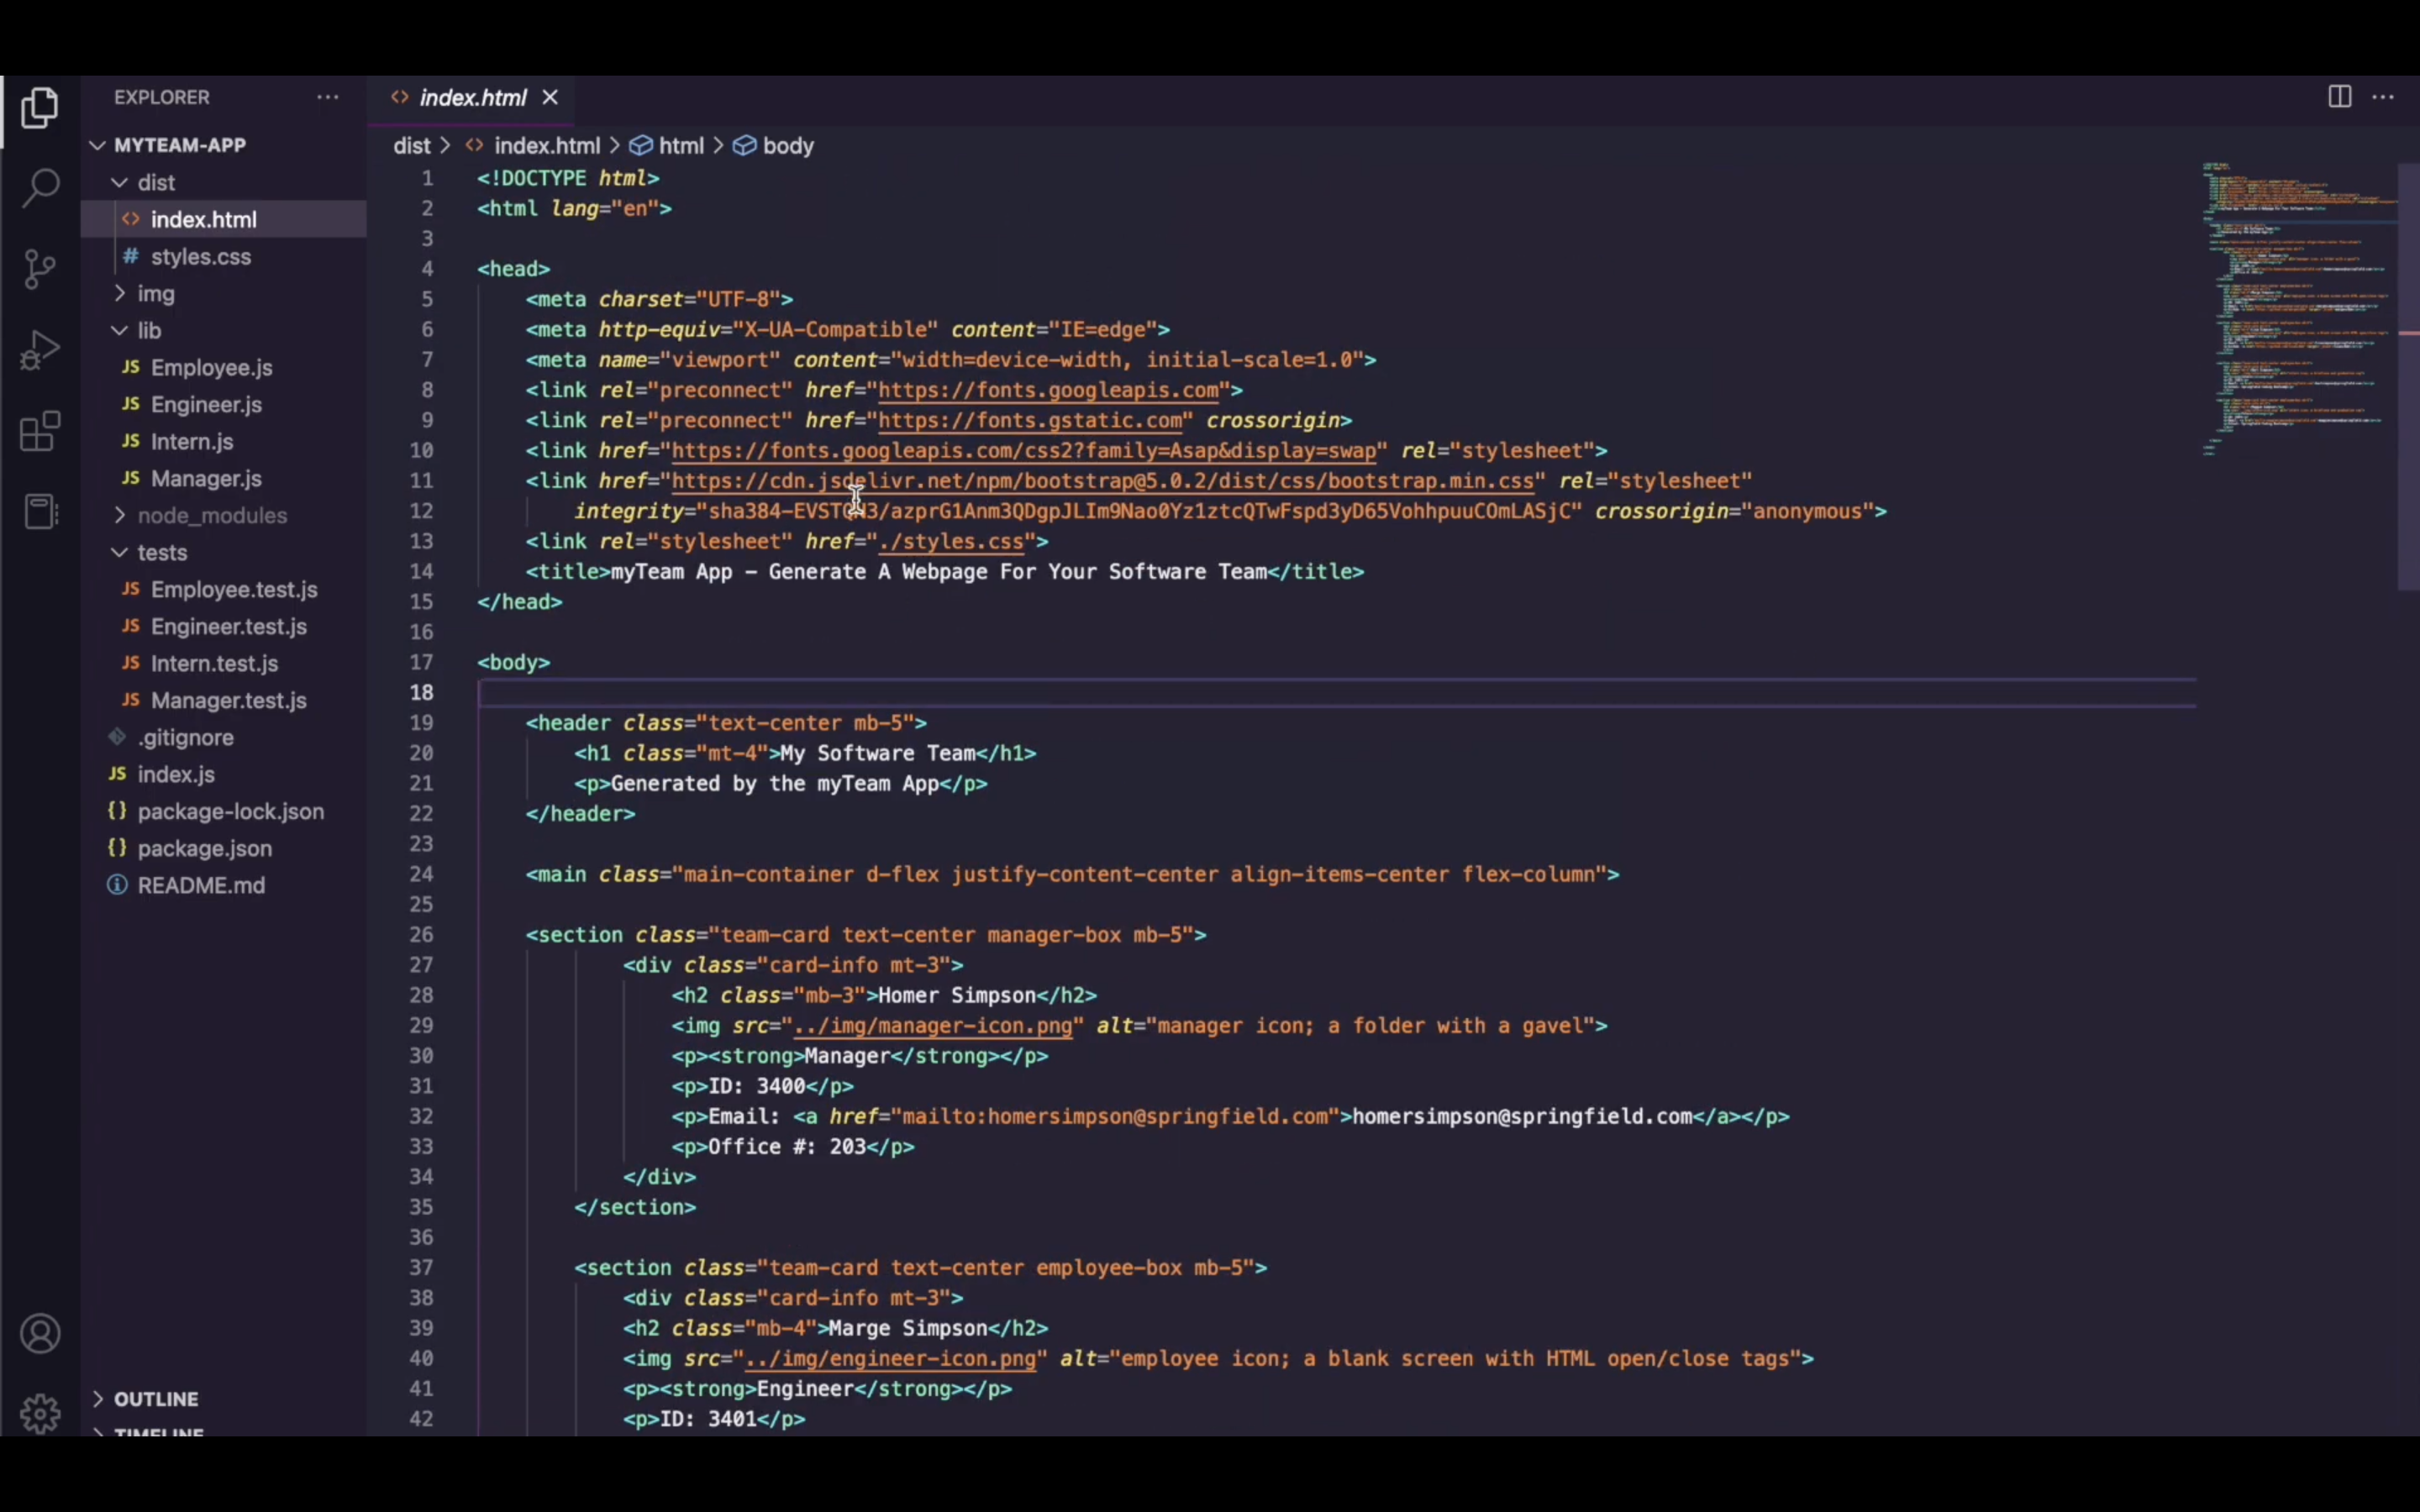 EXPLORER
MYTEAM-APP
dist
index.html
styles.css
img
lib
JS Employee.js
JS Engineer.js
JS Intern.js
JS Manager.js
node_modules
tests
JS Employee.test.js
JS Engineer.test.js
JS Intern.test.js
JS Manager.test.js
.gitignore
JS index.js
{} package-lock.json
{} package.json
README.md
OUTLINE
TIMELINE
index.html
dist > index.html > html > body
1 <!DOCTYPE html>
2 <html lang="en">
3
4 <head>
5 <meta charset="UTF-8">
6 <meta http-equiv="X-UA-Compatible" content="IE=edge">
7 <meta name="viewport" content="width=device-width, initial-scale=1.0">
8 <link rel="preconnect" href="https://fonts.googleapis.com">
9 <link rel="preconnect" href="https://fonts.gstatic.com" crossorigin>
10 <link href="https://fonts.googleapis.com/css2?family=Asap&display=swap" rel="stylesheet">
11 <link href="https://cdn.jsdelivr.net/npm/bootstrap@5.0.2/dist/css/bootstrap.min.css" rel="stylesheet"
12 integrity="sha384-EVSTQN3/azprG1Anm3QDgpJLIm9Nao0Yz1ztcQTwFspd3yD65VohhpuuCOmLASjC" crossorigin="anonymous">
13 <link rel="stylesheet" href="./styles.css">
14 <title>myTeam App – Generate A Webpage For Your Software Team</title>
15 </head>
16
17 <body>
18
19 <header class="text-center mb-5">
20 <h1 class="mt-4">My Software Team</h1>
21 <p>Generated by the myTeam App</p>
22 </header>
23
24 <main class="main-container d-flex justify-content-center align-items-center flex-column">
25
26 <section class="team-card text-center manager-box mb-5">
27 <div class="card-info mt-3">
28 <h2 class="mb-3">Homer Simpson</h2>
29 <img src="../img/manager-icon.png" alt="manager icon; a folder with a gavel">
30 <p><strong>Manager</strong></p>
31 <p>ID: 3400</p>
32 <p>Email: <a href="mailto:homersimpson@springfield.com">homersimpson@springfield.com</a></p>
33 <p>Office #: 203</p>
34 </div>
35 </section>
36
37 <section class="team-card text-center employee-box mb-5">
38 <div class="card-info mt-3">
39 <h2 class="mb-4">Marge Simpson</h2>
40 <img src="../img/engineer-icon.png" alt="employee icon; a blank screen with HTML open/close tags">
41 <p><strong>Engineer</strong></p>
42 <p>ID: 3401</p>